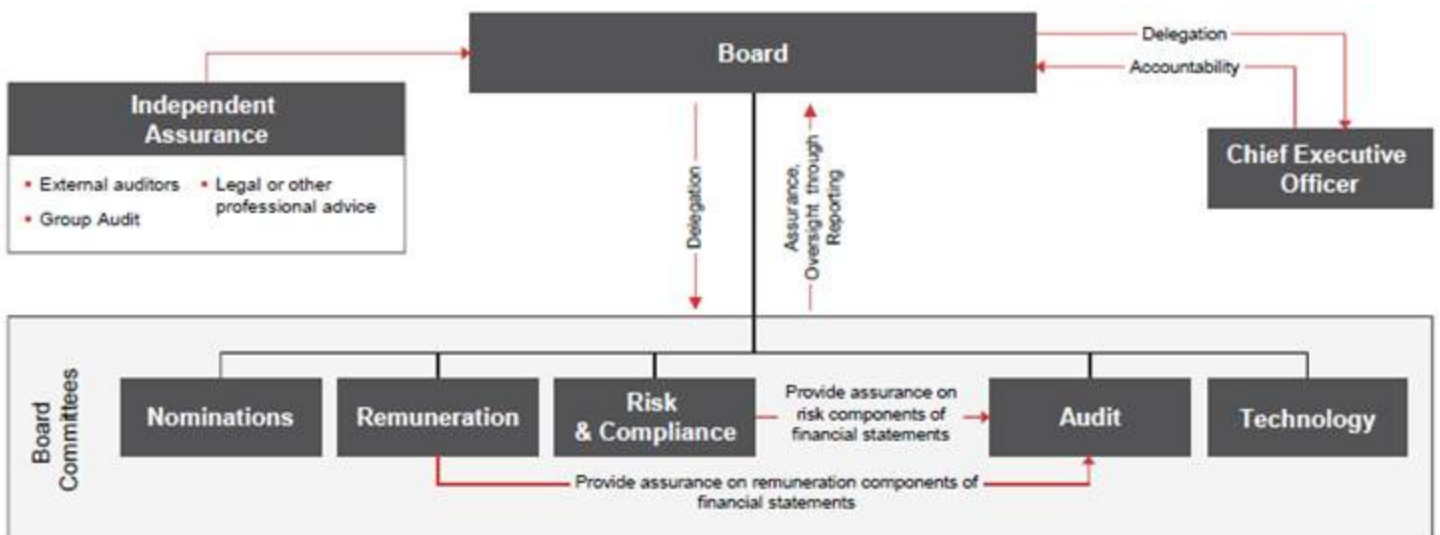 Board
Delegation
Accountability
Independent
Assurance
• External auditors
• Group Audit
• Legal or other
professional advice
Chief Executive
Officer
Delegation
Assurance,
Oversight through
Reporting
Board
Committees
Nominations
Remuneration
Risk
& Compliance
Provide assurance on
risk components of
financial statements
Audit
Technology
Provide assurance on remuneration components of
financial statements